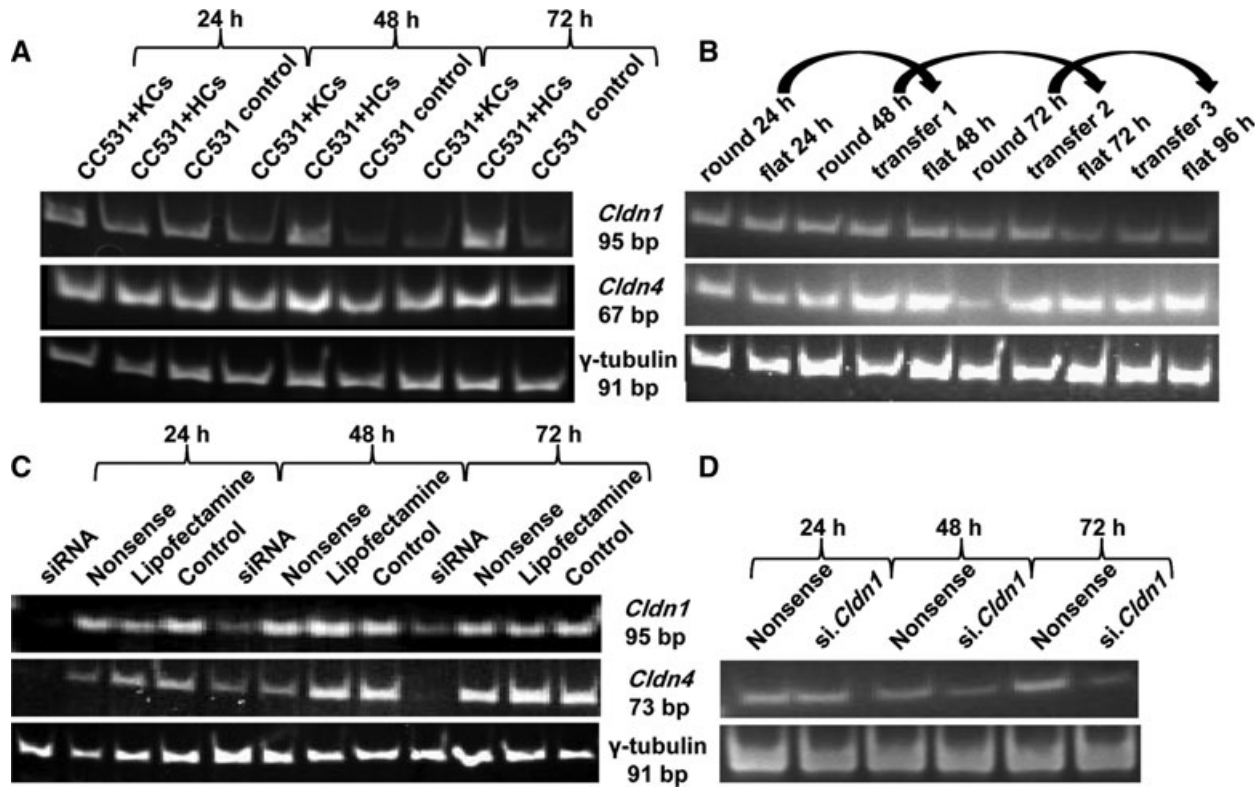 A
24 h
48 h
72 h
CC531+KCs
CC531+HCs
CC531 control
CC531+KCs
CC531+HCs
CC531 control
CC531+KCs
CC531+HCs
CC531 control
Cldn1
95 bp
Cldn4
67 bp
γ-tubulin
91 bp
B
round 24 h
flat 24 h
round 48 h
transfer 1
flat 48 h
round 72 h
transfer 2
flat 72 h
transfer 3
flat 96 h
C
24 h
48 h
72 h
siRNA
Nonsense
Lipofectamine
Control
siRNA
Nonsense
Lipofectamine
Control
siRNA
Nonsense
Lipofectamine
Control
Cldn1
95 bp
Cldn4
73 bp
γ-tubulin
91 bp
D
24 h
48 h
72 h
Nonsense
si.Cldn1
Nonsense
si.Cldn1
Nonsense
si.Cldn1